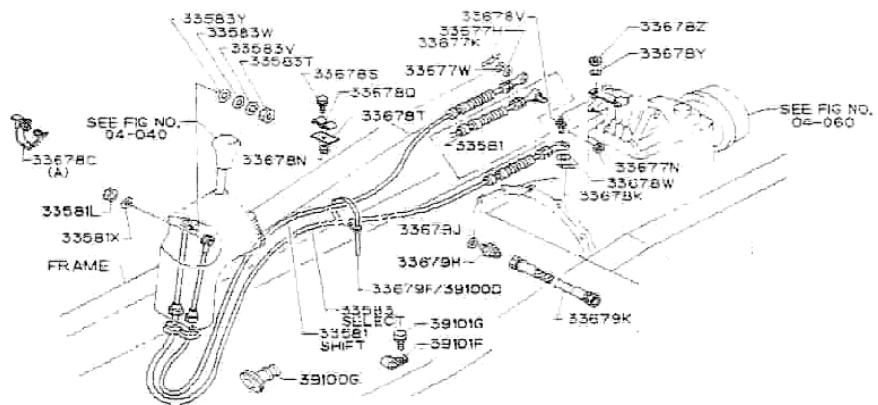 33583Y
33583W
33583V
33583T
33678S
33678Q
33678T
33678V
33677H
33677K
33677W
33678Z
33678Y
SEE FIG NO.
04-040
SEE FIG NO.
04-060
33678C
(A)
33678N
33581
33677N
33678W
33678K
33581L
33581X
FRAME
33679J
33679H
33679F/39100D
33583
SELECT
33581
SHIFT
39101G
39101F
33679K
39100G